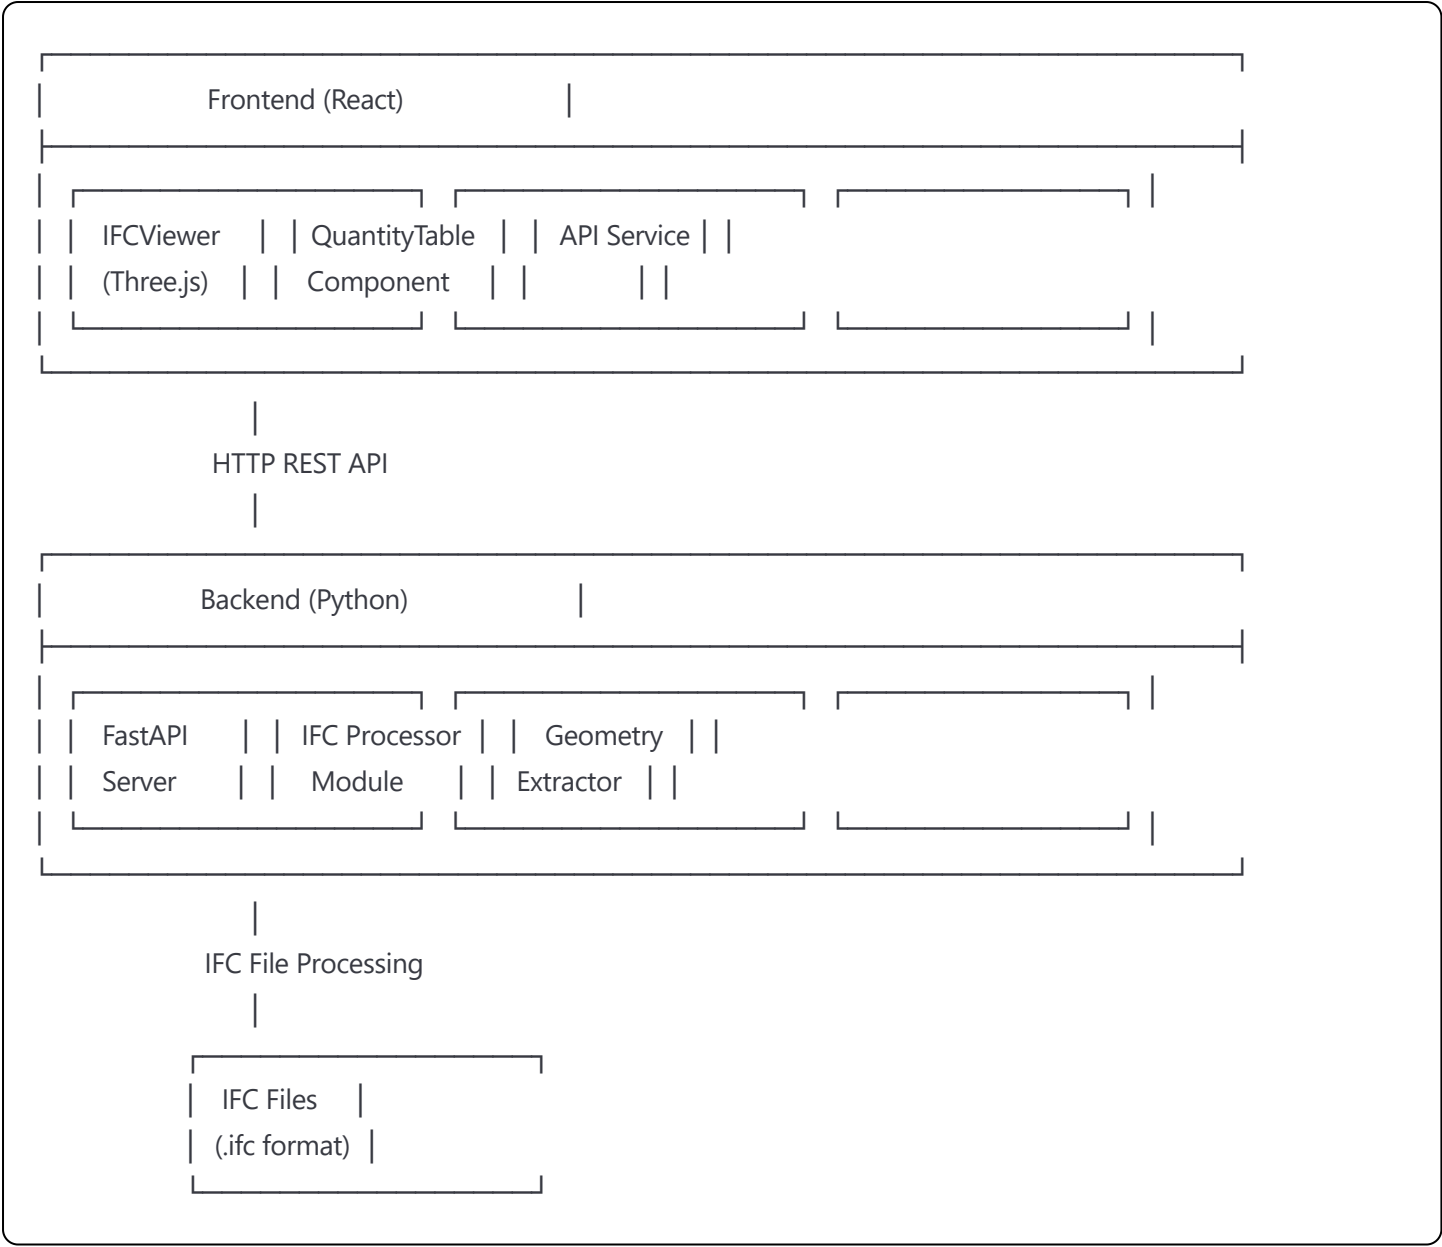 Frontend (React)
IFCViewer QuantityTable API Service
(Three.js) Component
HTTP REST API
Backend (Python)
FastAPI IFC Processor Geometry
Server Module Extractor
IFC File Processing
IFC Files
(.ifc format)